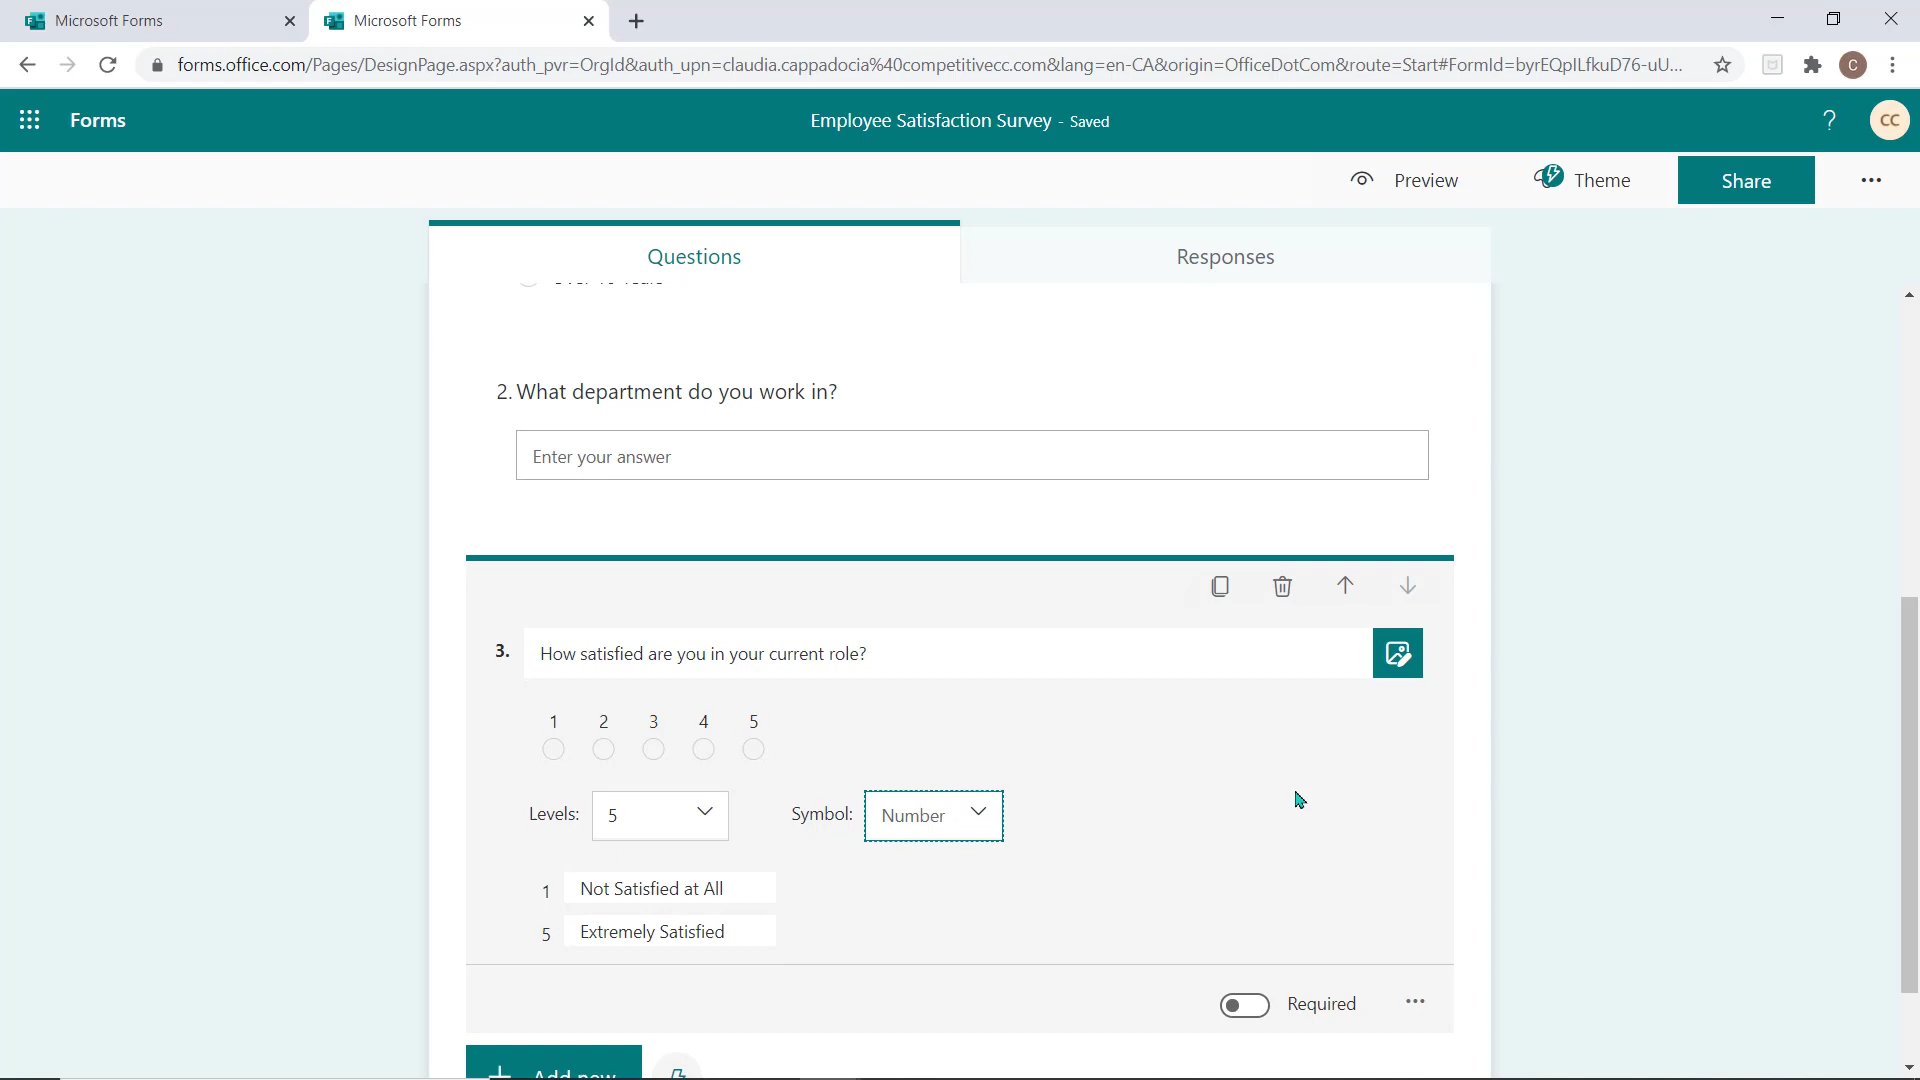 Microsoft Forms
Microsoft Forms
forms.office.com/Pages/DesignPage.aspx?auth_pvr=OrgId&auth_upn=claudia.cappadocia%40competitivecc.com&lang=en-CA&origin=OfficeDotCom&route=Start#FormId=byrEQpILfkuD76-uU...
C
Forms
Employee Satisfaction Survey - Saved
?
CC
Preview
Theme
Share
Questions
Responses
2. What department do you work in?
Enter your answer
3. How satisfied are you in your current role?
1 2 3 4 5
Levels: 5 Symbol: Number
1 Not Satisfied at All
5 Extremely Satisfied
Required
Add new